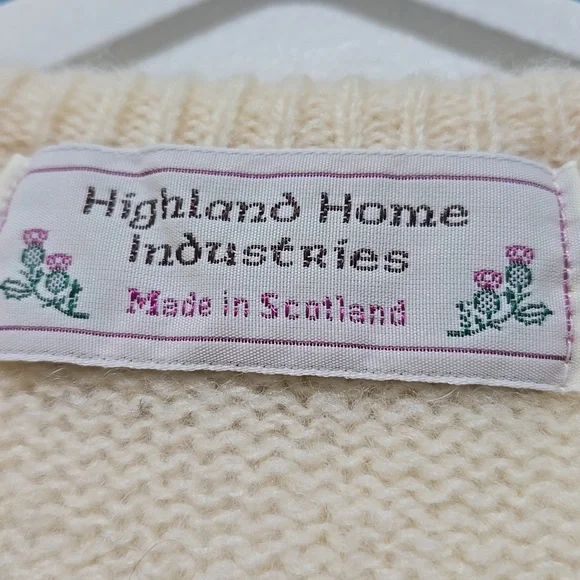 Highland Home
Industries
Made in Scotland